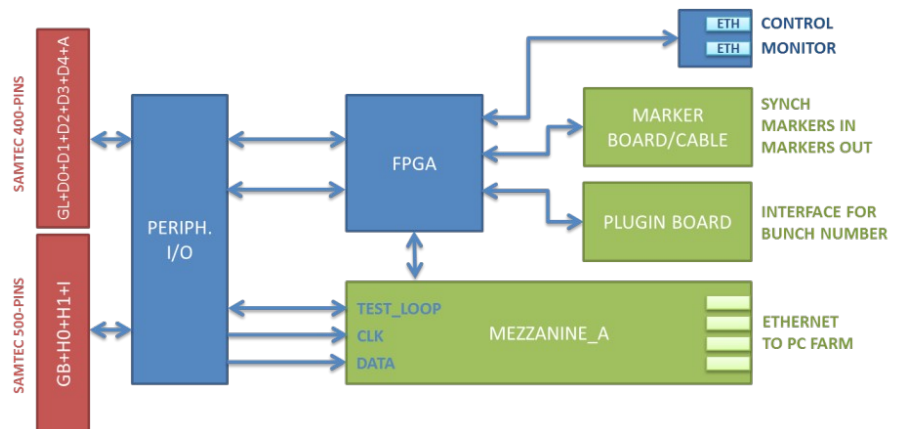 SAMTEC 400-PINS
GL+D0+D1+D2+D3+D4+A
SAMTEC 500-PINS
GB+H0+H1+I
PERIPH.
I/O
FPGA
ETH
CONTROL
ETH
MONITOR
MARKER
BOARD/CABLE
SYNCH
MARKERS IN
MARKERS OUT
PLUGIN BOARD
INTERFACE FOR
BUNCH NUMBER
TEST_LOOP
CLK
DATA
MEZZANINE_A
ETHERNET
TO PC FARM